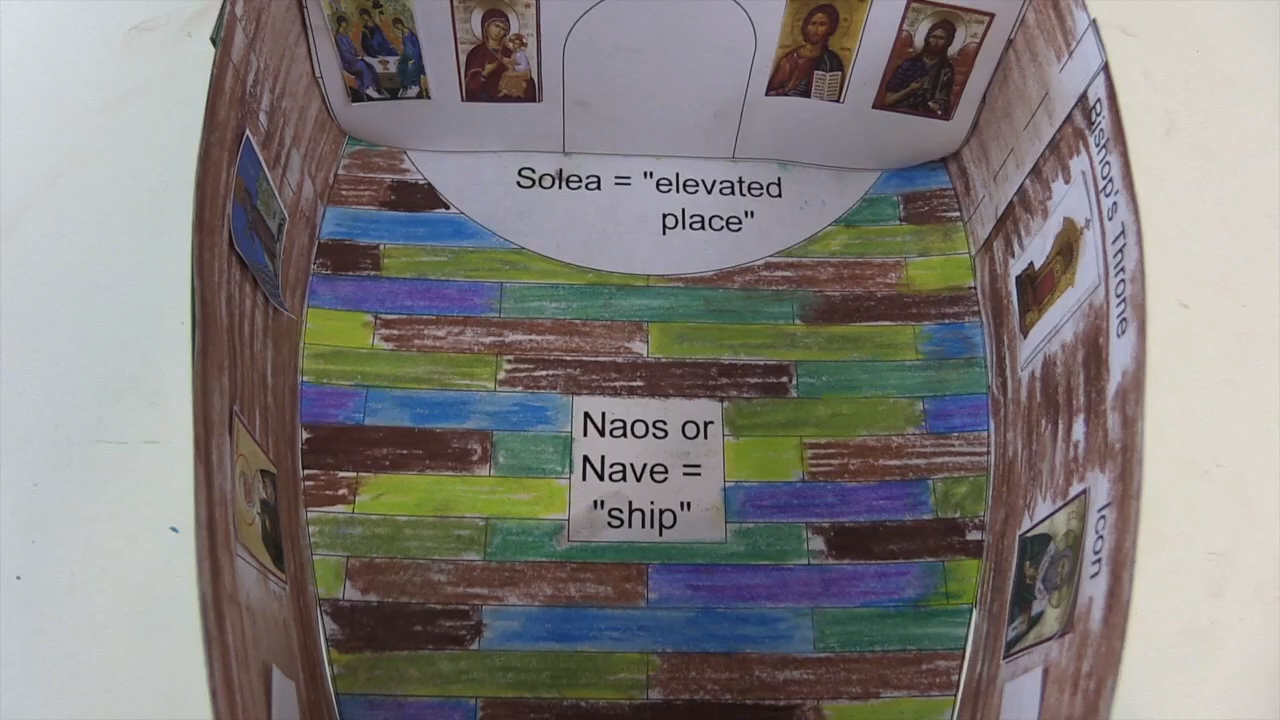 Solea = "elevated
place"
Naos or
Nave =
"ship"
Bishop's Throne
Icon